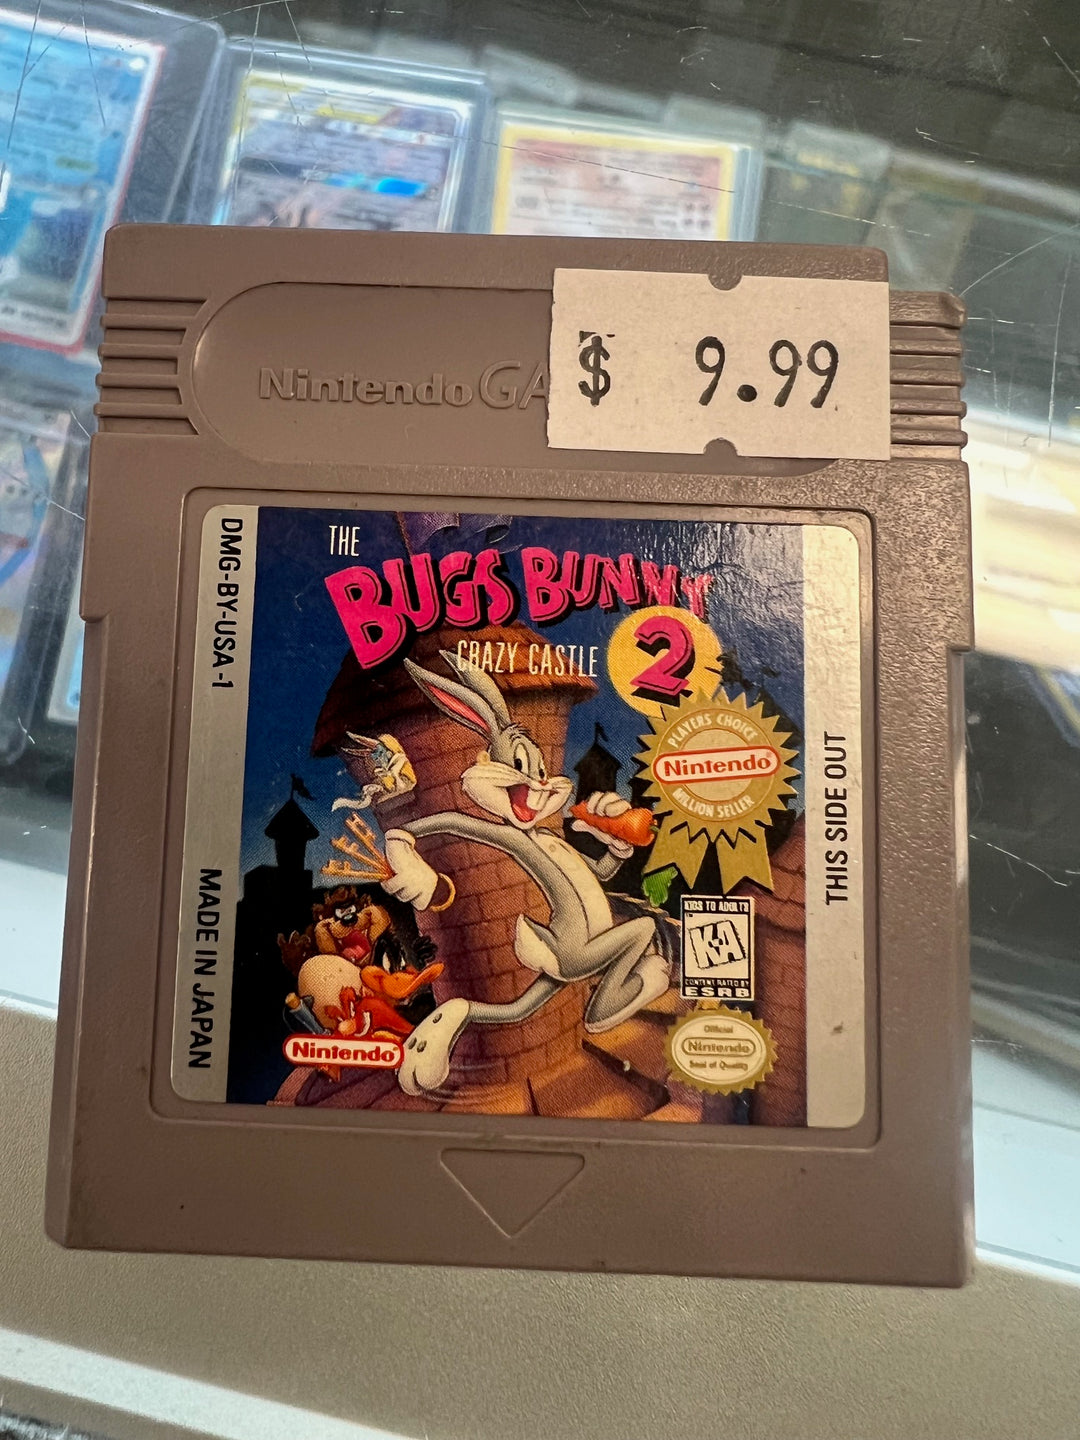 Nintendo GA
$ 9.99
DMG-BY-USA-1
MADE IN JAPAN
THE
BUGS BUNNY
CRAZY CASTLE 2
PLAYERS CHOICE
Nintendo®
MILLION SELLER
THIS SIDE OUT
KIDS TO ADULTS
K-A
CONTENT RATED BY
ESRB
Nintendo®
Official
Nintendo
Seal of Quality